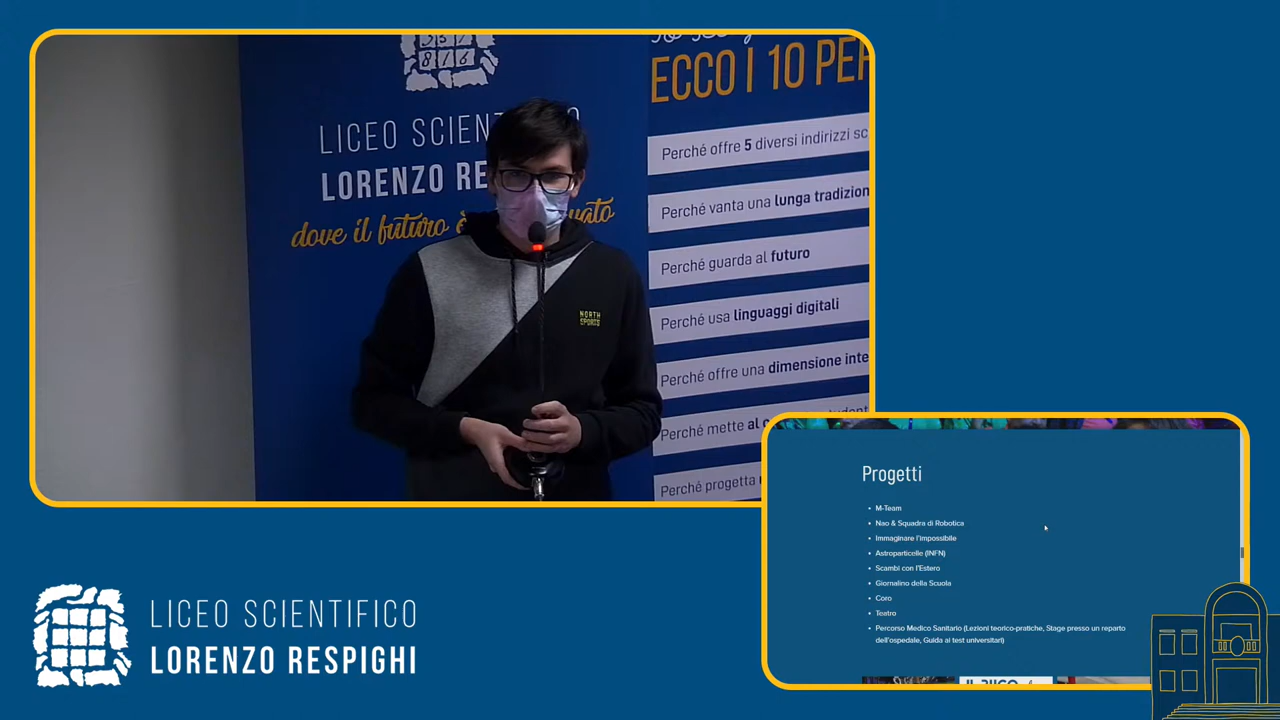 ECCO I 10 PER
LICEO SCIEN
LORENZO RE
dove il futuro è
Perché offre 5 diversi indirizzi sc
Perché vanta una lunga tradizion
Perché guarda al futuro
Perché usa linguaggi digitali
Perché offre una dimensione inte
Perché mette al c
Perché progetta
NORTH
SPORTS
Progetti
• M-Team
• Nao & Squadra di Robotica
• Immaginare l'impossibile
• Astroparticelle (INFN)
• Scambi con l'Estero
• Giornalino della Scuola
• Coro
• Teatro
• Percorso Medico Sanitario (Lezioni teorico-pratiche, Stage presso un reparto
dell'ospedale, Guida ai test universitari)
LICEO SCIENTIFICO
LORENZO RESPIGHI